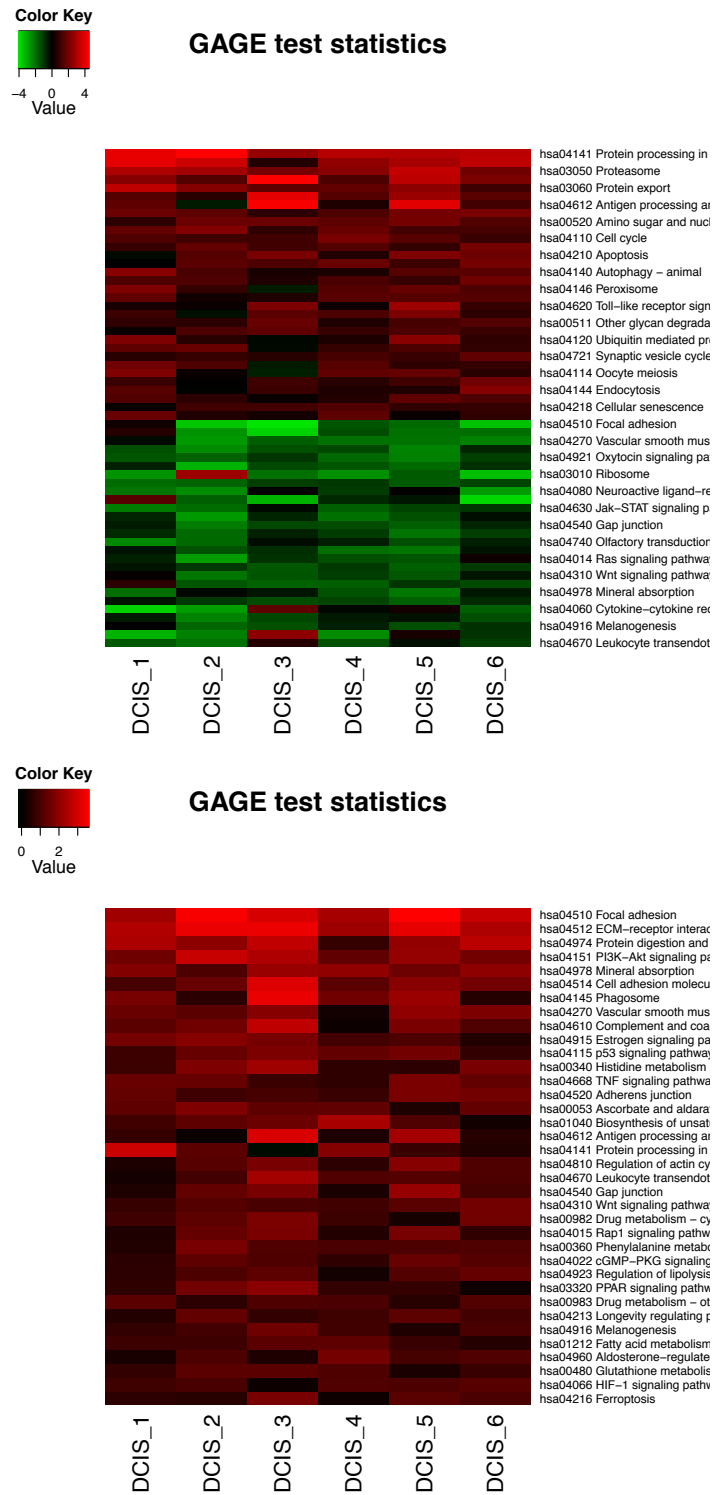 Color Key
GAGE test statistics
−4 0 4
Value
hsa04141 Protein processing in
hsa03050 Proteasome
hsa03060 Protein export
hsa04612 Antigen processing an
hsa00520 Amino sugar and nucl
hsa04110 Cell cycle
hsa04210 Apoptosis
hsa04140 Autophagy − animal
hsa04146 Peroxisome
hsa04620 Toll−like receptor sign
hsa00511 Other glycan degrada
hsa04120 Ubiquitin mediated pro
hsa04721 Synaptic vesicle cycle
hsa04114 Oocyte meiosis
hsa04144 Endocytosis
hsa04218 Cellular senescence
hsa04510 Focal adhesion
hsa04270 Vascular smooth mus
hsa04921 Oxytocin signaling pat
hsa03010 Ribosome
hsa04080 Neuroactive ligand−re
hsa04630 Jak−STAT signaling pa
hsa04540 Gap junction
hsa04740 Olfactory transduction
hsa04014 Ras signaling pathway
hsa04310 Wnt signaling pathway
hsa04978 Mineral absorption
hsa04060 Cytokine−cytokine rec
hsa04916 Melanogenesis
hsa04670 Leukocyte transendot
DCIS_1
DCIS_2
DCIS_3
DCIS_4
DCIS_5
DCIS_6
Color Key
GAGE test statistics
0 2
Value
hsa04510 Focal adhesion
hsa04512 ECM−receptor interac
hsa04974 Protein digestion and
hsa04151 PI3K−Akt signaling pa
hsa04978 Mineral absorption
hsa04514 Cell adhesion molecu
hsa04145 Phagosome
hsa04270 Vascular smooth mus
hsa04610 Complement and coa
hsa04915 Estrogen signaling pa
hsa04115 p53 signaling pathway
hsa00340 Histidine metabolism
hsa04668 TNF signaling pathwa
hsa04520 Adherens junction
hsa00053 Ascorbate and aldarat
hsa01040 Biosynthesis of unsatu
hsa04612 Antigen processing an
hsa04141 Protein processing in
hsa04810 Regulation of actin cy
hsa04670 Leukocyte transendot
hsa04540 Gap junction
hsa04310 Wnt signaling pathway
hsa00982 Drug metabolism − cy
hsa04015 Rap1 signaling pathw
hsa00360 Phenylalanine metabo
hsa04022 cGMP−PKG signaling
hsa04923 Regulation of lipolysis
hsa03320 PPAR signaling pathw
hsa00983 Drug metabolism − ot
hsa04213 Longevity regulating p
hsa04916 Melanogenesis
hsa01212 Fatty acid metabolism
hsa04960 Aldosterone−regulate
hsa00480 Glutathione metabolis
hsa04066 HIF−1 signaling pathw
hsa04216 Ferroptosis
DCIS_1
DCIS_2
DCIS_3
DCIS_4
DCIS_5
DCIS_6